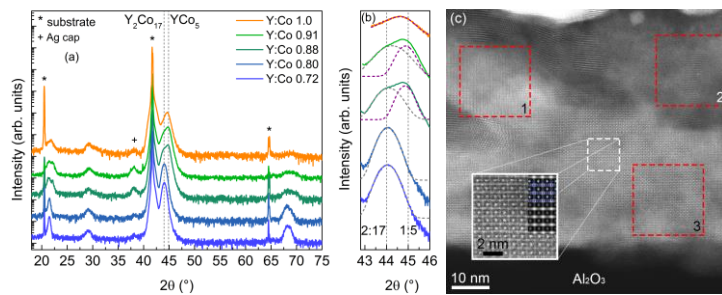 * substrate
+ Ag cap
(a)
Y₂Co₁₇ YCo₅
Y:Co 1.0
Y:Co 0.91
Y:Co 0.88
Y:Co 0.80
Y:Co 0.72
*
*
+
*
Intensity (arb. units)
20 25 30 35 40 45 50 55 60 65 70 75
2θ (°)
(b)
Intensity (arb. units)
2:17 1:5
43 44 45 46
2θ (°)
(c)
1
2
3
2 nm
10 nm
Al₂O₃